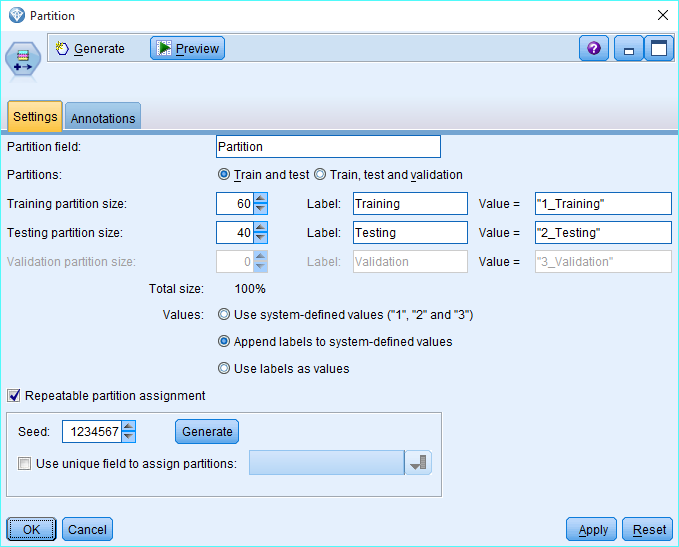 Partition
Generate Preview
Settings Annotations
Partition field: Partition
Partitions: Train and test Train, test and validation
Training partition size: 60 Label: Training Value = "1_Training"
Testing partition size: 40 Label: Testing Value = "2_Testing"
Validation partition size: 0 Label: Validation Value = "3_Validation"
Total size: 100%
Values: Use system-defined values ("1", "2" and "3")
Append labels to system-defined values
Use labels as values
Repeatable partition assignment
Seed: 1234567 Generate
Use unique field to assign partitions:
OK Cancel Apply Reset